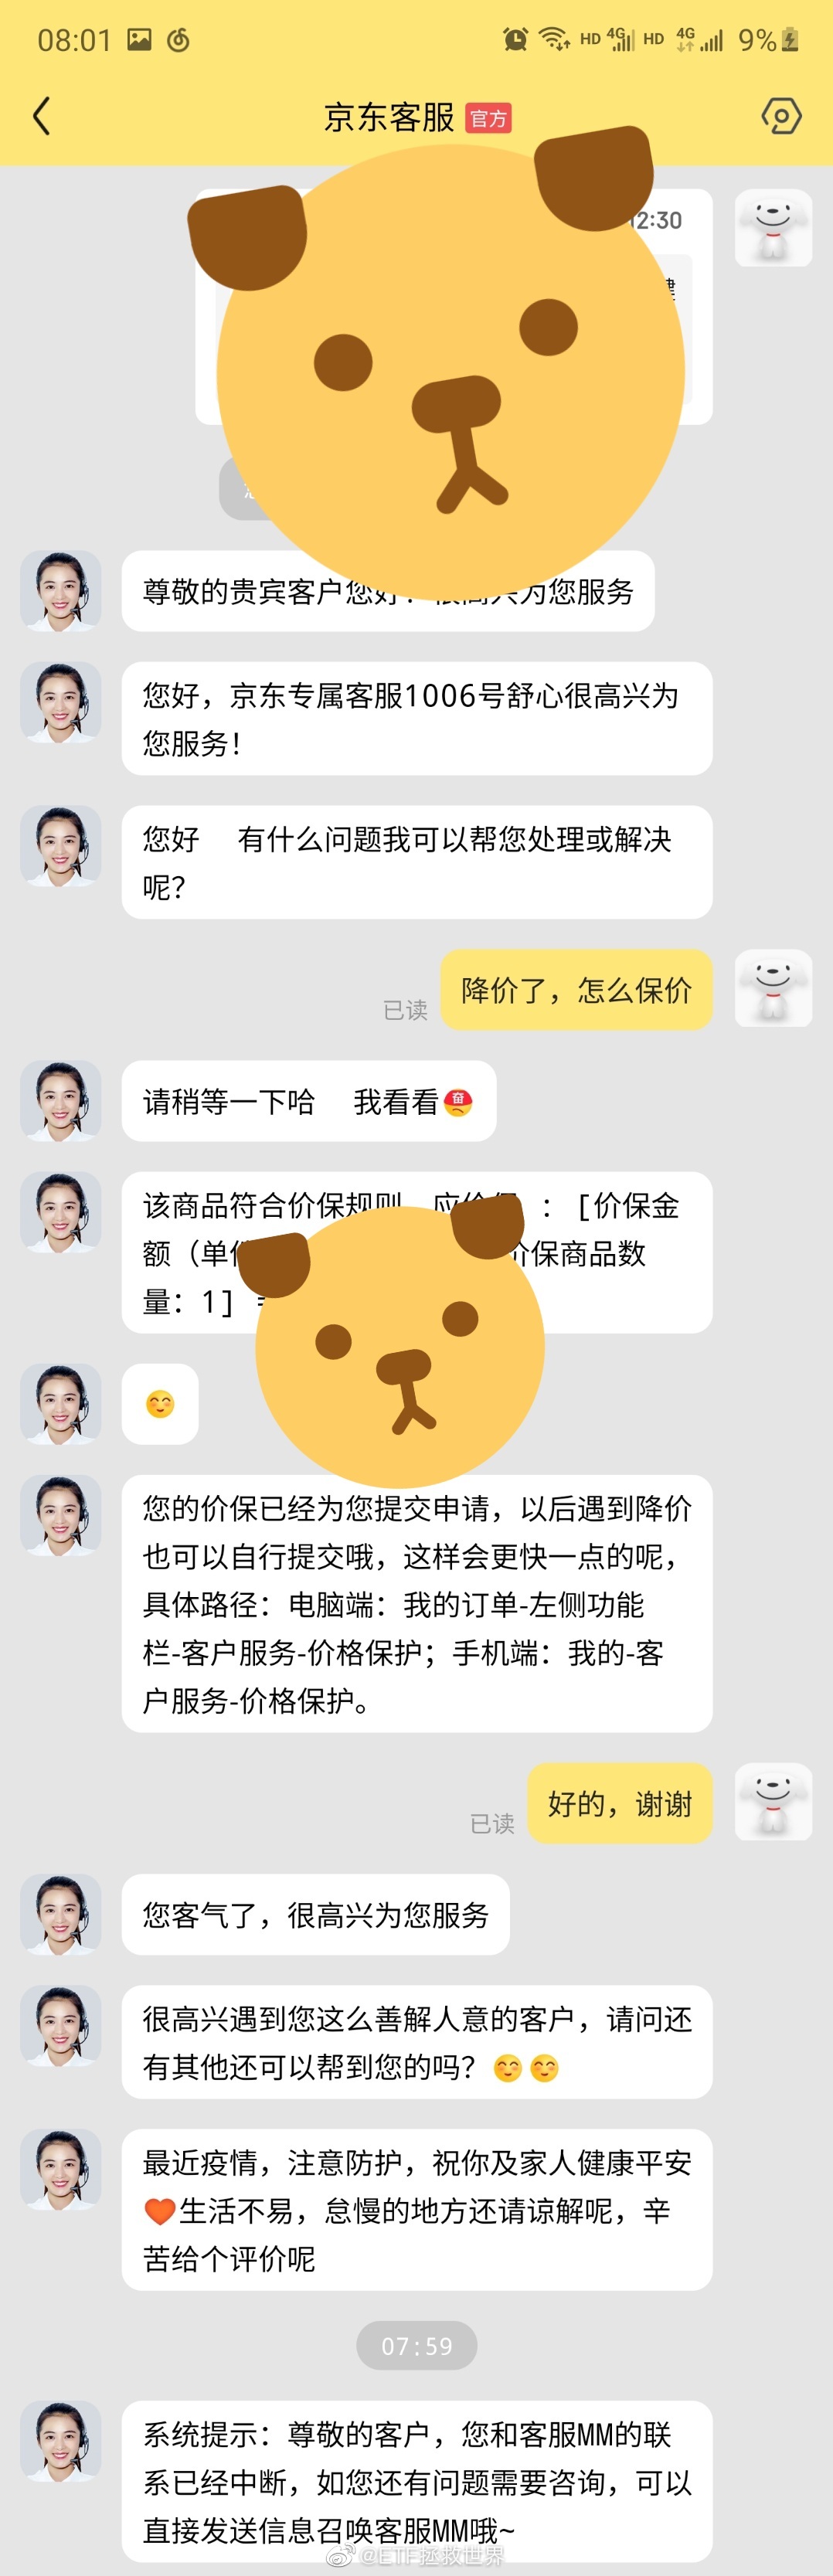 08:01
HD 4G HD 4G 9%
京东客服 官方
12:30
尊敬的贵宾客户您好！很高兴为您服务
您好，京东专属客服1006号舒心很高兴为
您服务！
您好 有什么问题我可以帮您处理或解决
呢？
降价了，怎么保价
已读
请稍等一下哈 我看看
奋
该商品符合价保规则 ：[价保金
额（单 价保商品数
量：1]
您的价保已经为您提交申请，以后遇到降价
也可以自行提交哦，这样会更快一点的呢，
具体路径：电脑端：我的订单-左侧功能
栏-客户服务-价格保护；手机端：我的-客
户服务-价格保护。
好的，谢谢
已读
您客气了，很高兴为您服务
很高兴遇到您这么善解人意的客户，请问还
有其他还可以帮到您的吗？
最近疫情，注意防护，祝你及家人健康平安
生活不易，怠慢的地方还请谅解呢，辛
苦给个评价呢
07:59
系统提示：尊敬的客户，您和客服MM的联
系已经中断，如您还有问题需要咨询，可以
直接发送信息召唤客服MM哦~
@ETF拯救世界